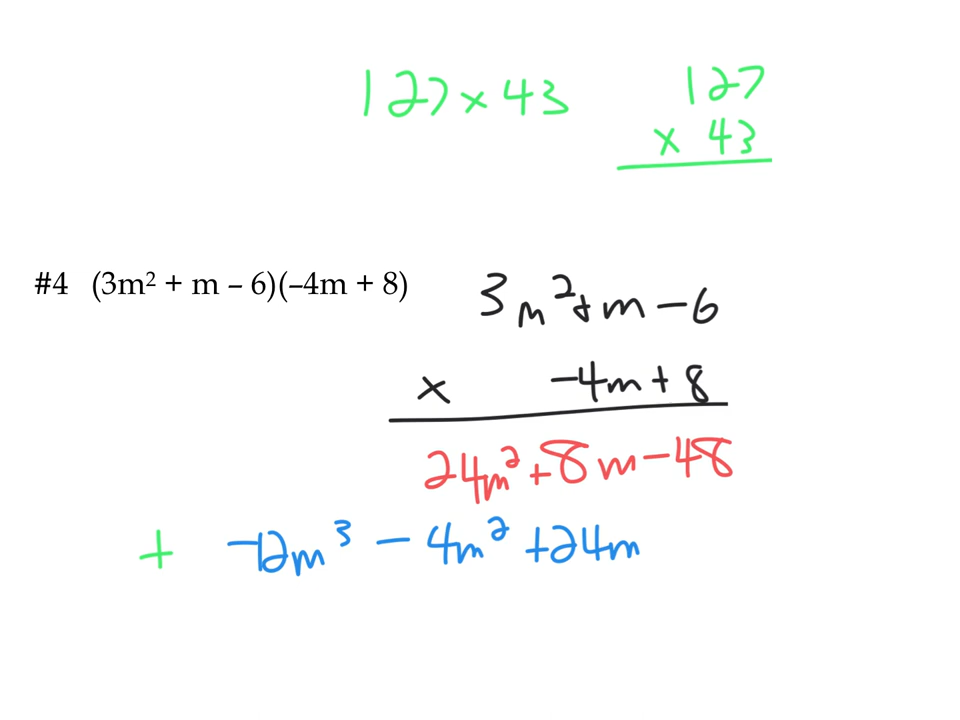 127 × 43
127
× 43
#4 (3m² + m – 6)(–4m + 8)
3m² + m – 6
× –4m + 8
24m² + 8m – 48
+ –12m³ – 4m² + 24m